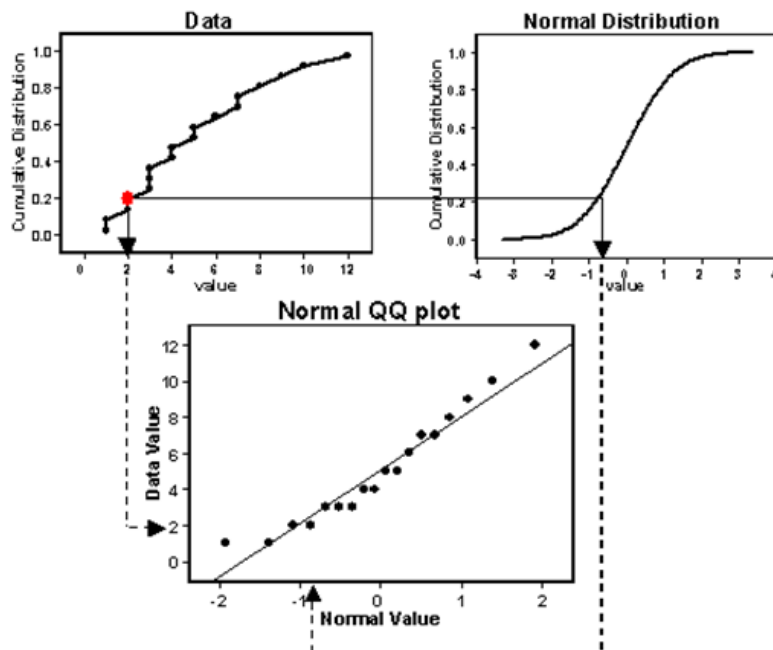 Data
Cumulative Distribution
1.0
0.8
0.6
0.4
0.2
0.0
0 2 4 6 8 10 12
value
Normal Distribution
Cumulative Distribution
1.0
0.8
0.6
0.4
0.2
0.0
-4 -3 -2 -1 0 1 2 3 4
value
Normal QQ plot
Data Value
12
10
8
6
4
2
0
-2 -1 0 1 2
Normal Value